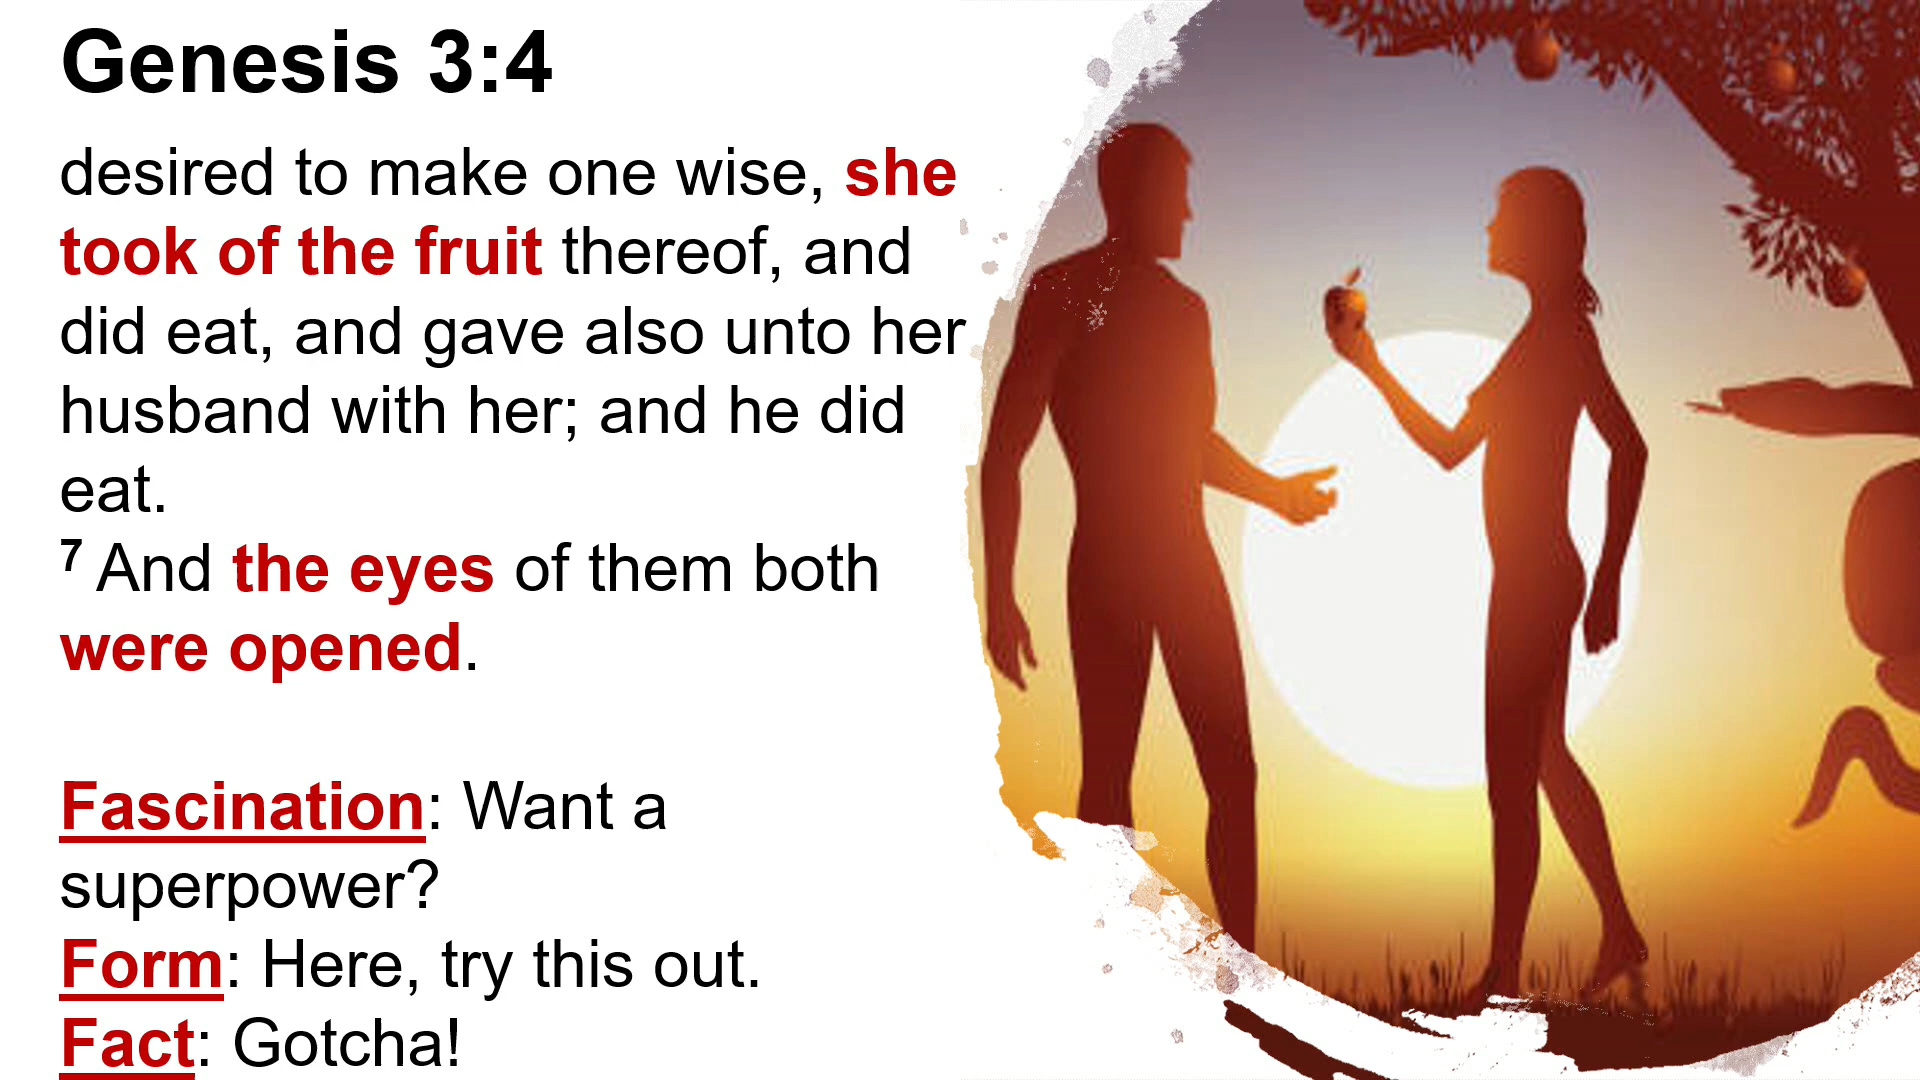 Genesis 3:4
desired to make one wise, she
took of the fruit thereof, and
did eat, and gave also unto her
husband with her; and he did
eat.
7 And the eyes of them both
were opened.
Fascination: Want a
superpower?
Form: Here, try this out.
Fact: Gotcha!